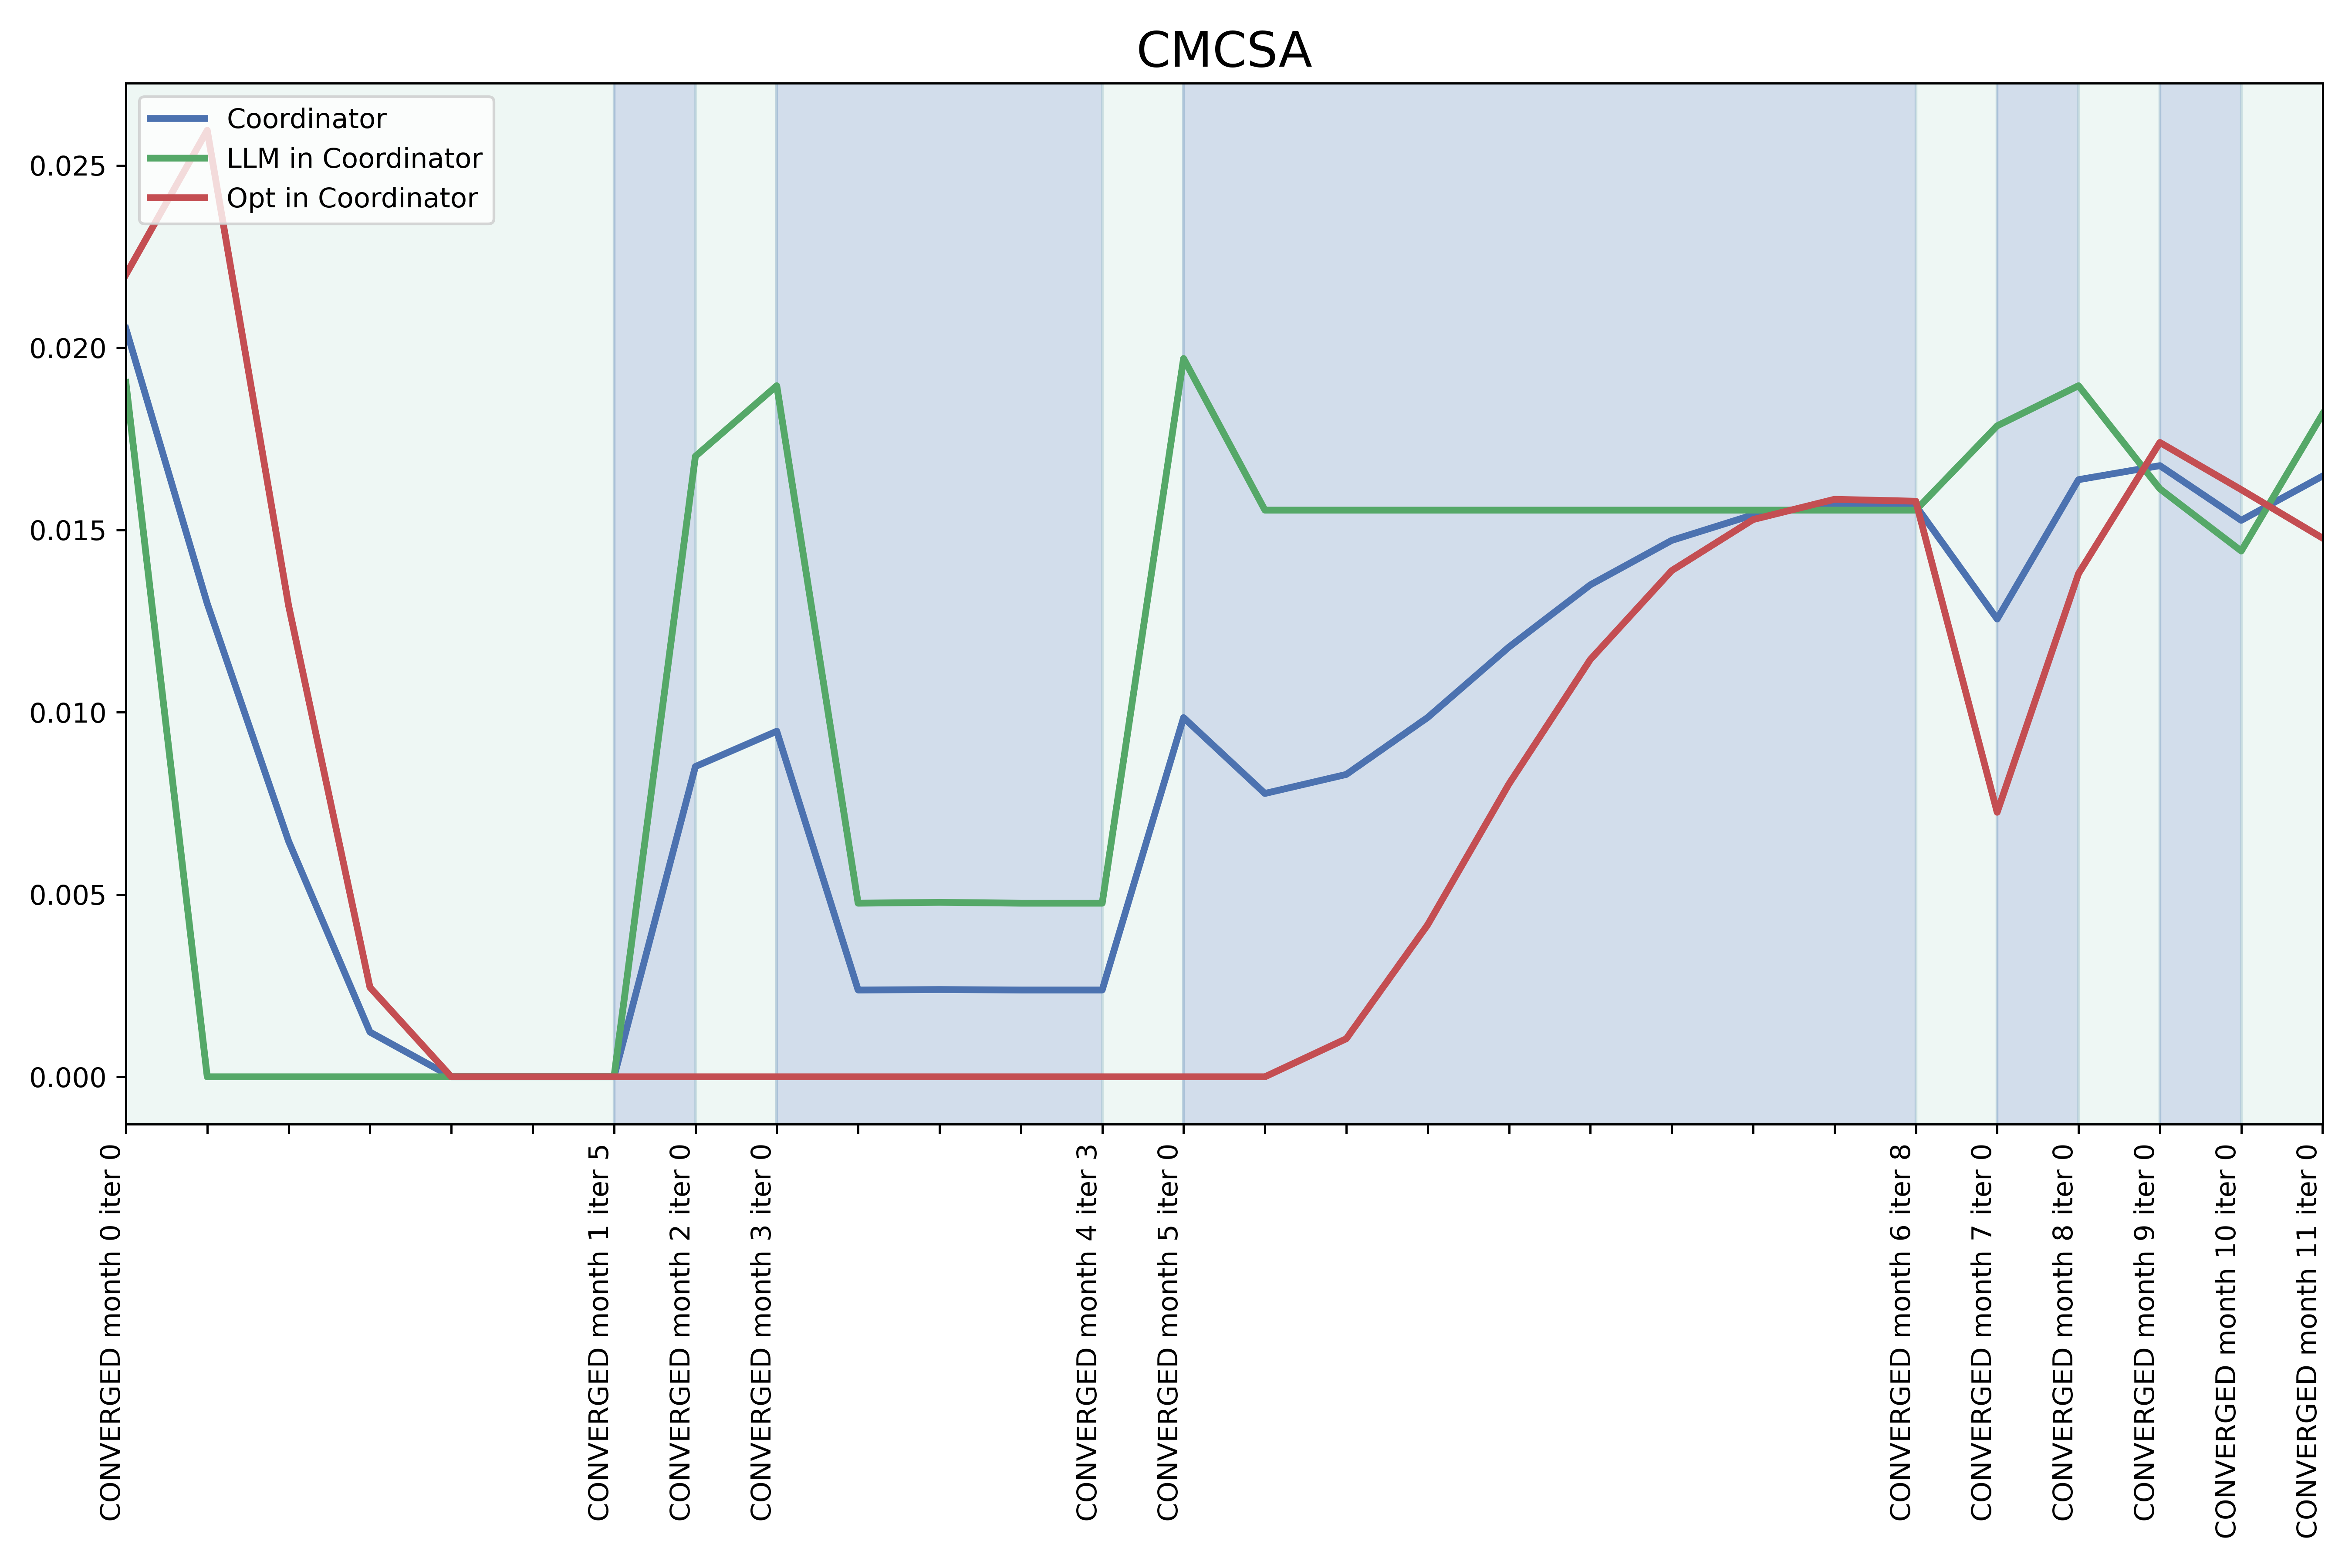 CMCSA
Coordinator
LLM in Coordinator
Opt in Coordinator
0.025
0.020
0.015
0.010
0.005
0.000
CONVERGED month 0 iter 0
CONVERGED month 1 iter 5
CONVERGED month 2 iter 0
CONVERGED month 3 iter 0
CONVERGED month 4 iter 3
CONVERGED month 5 iter 0
CONVERGED month 6 iter 8
CONVERGED month 7 iter 0
CONVERGED month 8 iter 0
CONVERGED month 9 iter 0
CONVERGED month 10 iter 0
CONVERGED month 11 iter 0